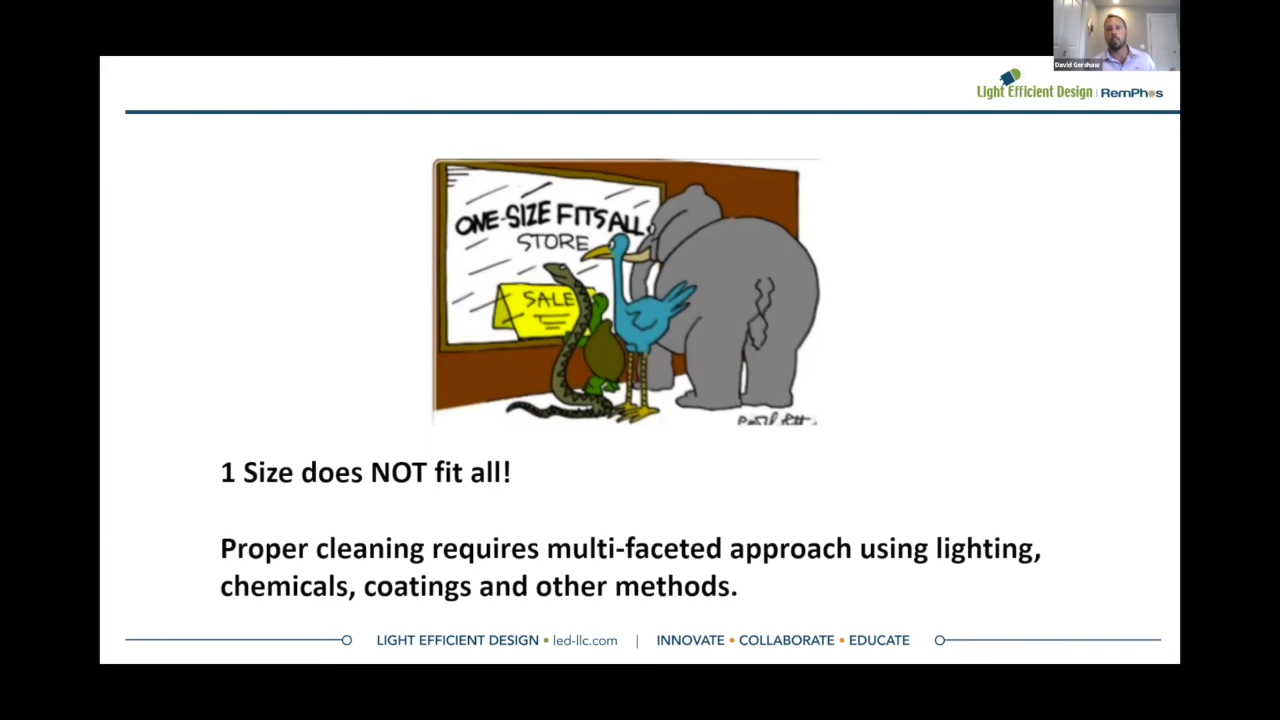 David Gershaw
Light Efficient Design | RemPhos
ONE-SIZE FITS ALL
STORE
SALE
1 Size does NOT fit all!
Proper cleaning requires multi-faceted approach using lighting,
chemicals, coatings and other methods.
LIGHT EFFICIENT DESIGN • led-llc.com | INNOVATE • COLLABORATE • EDUCATE